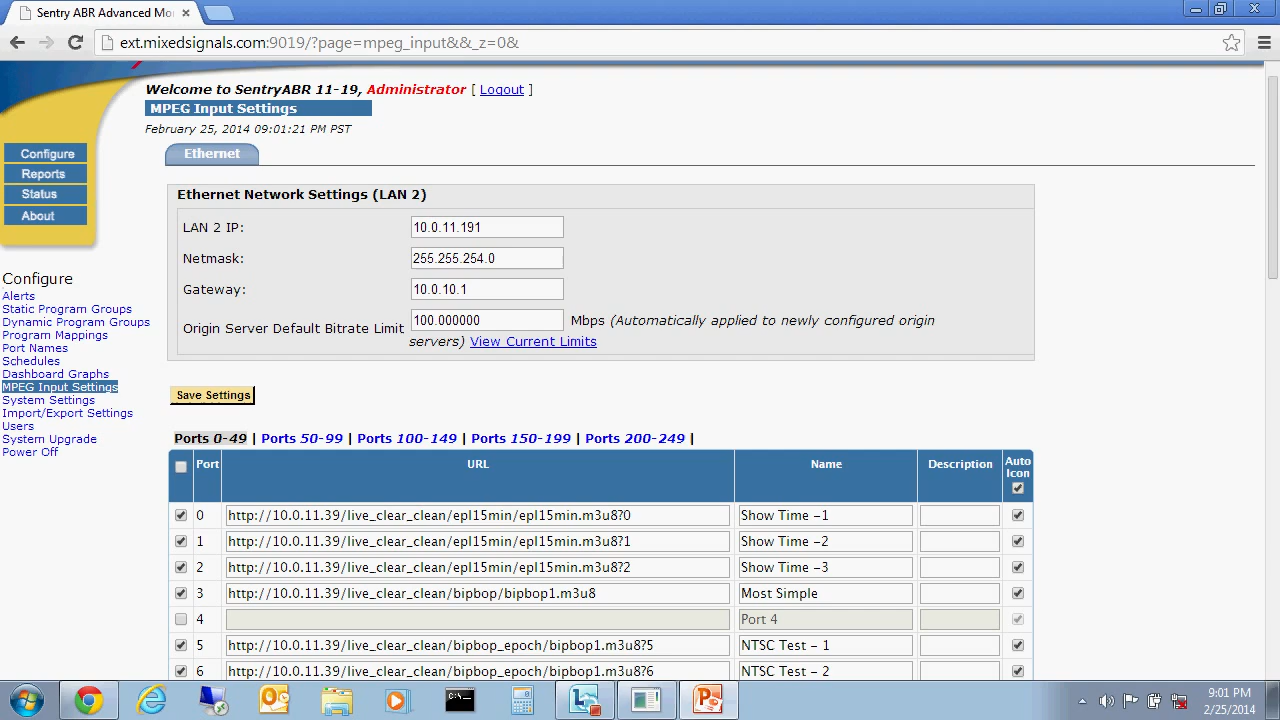 Sentry ABR Advanced Mo
ext.mixedsignals.com:9019/?page=mpeg_input&&_z=0&
Welcome to SentryABR 11-19, Administrator [ Logout ]
MPEG Input Settings
February 25, 2014 09:01:21 PM PST
Ethernet
Configure
Reports
Status
About
Ethernet Network Settings (LAN 2)
LAN 2 IP: 10.0.11.191
Netmask: 255.255.254.0
Gateway: 10.0.10.1
Origin Server Default Bitrate Limit 100.000000 Mbps (Automatically applied to newly configured origin
servers) View Current Limits
Configure
Alerts
Static Program Groups
Dynamic Program Groups
Program Mappings
Port Names
Schedules
Dashboard Graphs
MPEG Input Settings
System Settings
Import/Export Settings
Users
System Upgrade
Power Off
Save Settings
Ports 0-49 | Ports 50-99 | Ports 100-149 | Ports 150-199 | Ports 200-249 |
Port URL Name Description Auto Icon
0 http://10.0.11.39/live_clear_clean/epl15min/epl15min.m3u8?0 Show Time -1
1 http://10.0.11.39/live_clear_clean/epl15min/epl15min.m3u8?1 Show Time -2
2 http://10.0.11.39/live_clear_clean/epl15min/epl15min.m3u8?2 Show Time -3
3 http://10.0.11.39/live_clear_clean/bipbop/bipbop1.m3u8 Most Simple
4 Port 4
5 http://10.0.11.39/live_clear_clean/bipbop_epoch/bipbop1.m3u8?5 NTSC Test - 1
6 http://10.0.11.39/live_clear_clean/bipbop_epoch/bipbop1.m3u8?6 NTSC Test - 2
9:01 PM
2/25/2014